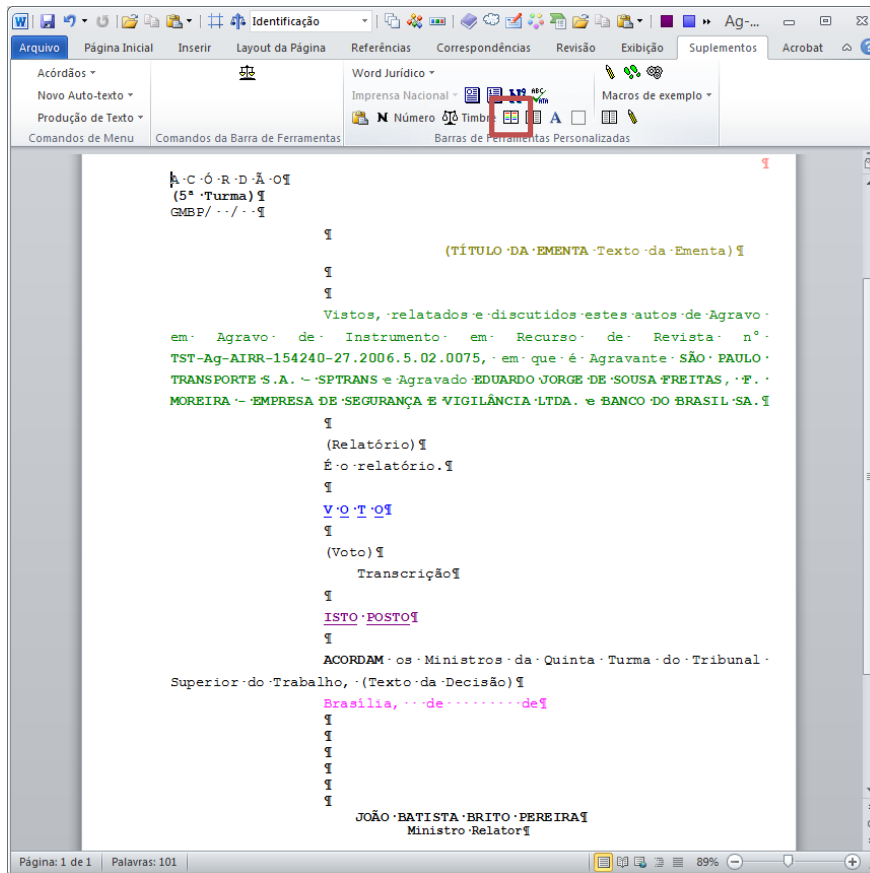 Identificação
Ag-...
Arquivo Página Inicial Inserir Layout da Página Referências Correspondências Revisão Exibição Suplementos Acrobat
Acórdãos
Word Jurídico
Novo Auto-texto
Imprensa Nacional
Nº
ABC
Macros de exemplo
Produção de Texto
N Número
Timbre
A
Comandos de Menu
Comandos da Barra de Ferramentas
Barras de Ferramentas Personalizadas
¶
A·C·Ó·R·D·Ã·O¶
(5ª·Turma)¶
GMBP/···/··¶
¶
(TÍTULO·DA·EMENTA·Texto·da·Ementa)¶
¶
¶
Vistos,·relatados·e·discutidos·estes·autos·de·Agravo·
em·Agravo·de·Instrumento·em·Recurso·de·Revista·n°·
TST-Ag-AIRR-154240-27.2006.5.02.0075,·em·que·é·Agravante·SÃO·PAULO·
TRANSPORTE·S.A.·–·SPTRANS·e·Agravado·EDUARDO·JORGE·DE·SOUSA·FREITAS,·F.·
MOREIRA·–·EMPRESA·DE·SEGURANÇA·E·VIGILÂNCIA·LTDA.·e·BANCO·DO·BRASIL·SA.¶
¶
(Relatório)¶
É·o·relatório.¶
¶
V·O·T·O¶
¶
(Voto)¶
Transcrição¶
¶
ISTO·POSTO¶
¶
ACORDAM·os·Ministros·da·Quinta·Turma·do·Tribunal·
Superior·do·Trabalho,·(Texto·da·Decisão)¶
Brasília,···de·········de¶
¶
¶
¶
¶
¶
¶
JOÃO·BATISTA·BRITO·PEREIRA¶
Ministro·Relator¶
Página: 1 de 1 Palavras: 101 89%